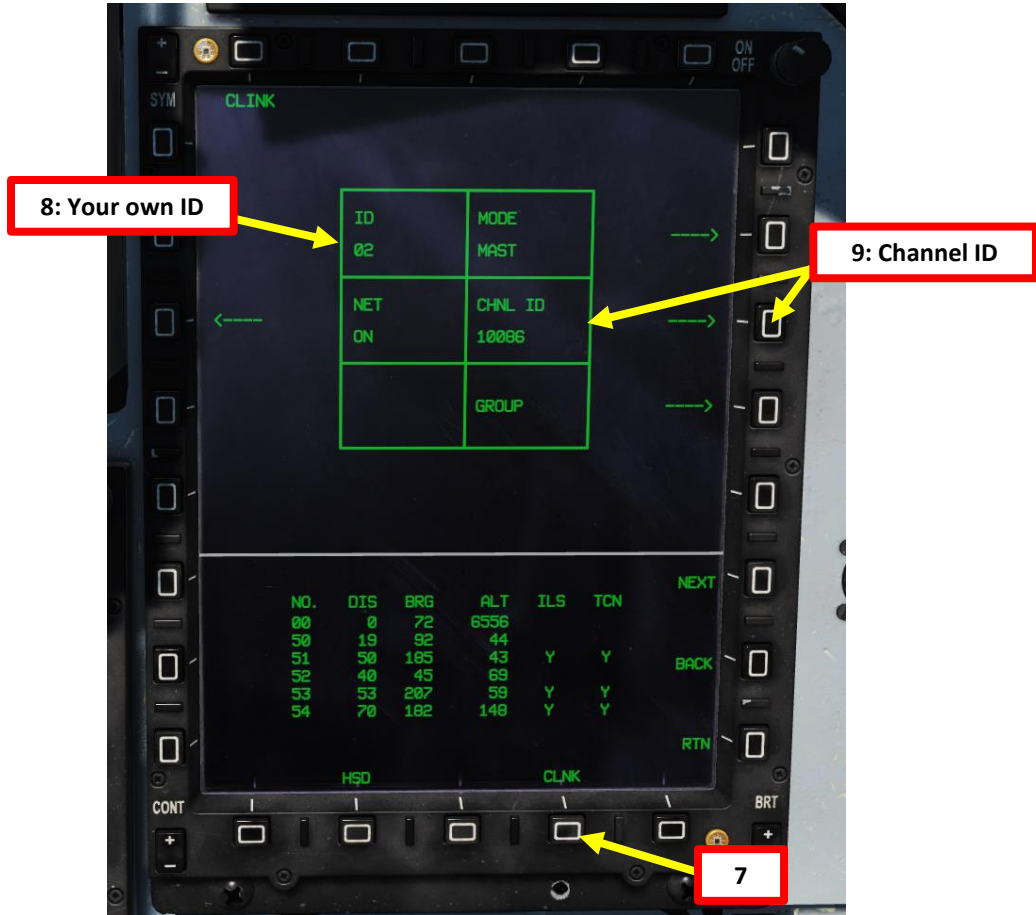 +
-
ON
OFF
SYM
CLINK
8: Your own ID
ID
02
MODE
MAST
---->
9: Channel ID
<----
NET
ON
CHNL ID
10086
---->
GROUP
---->
NEXT
NO. DIS BRG ALT ILS TCN
00 0 72 6556
50 19 92 44
51 50 185 43 Y Y
52 40 45 69
53 53 207 59 Y Y
54 70 182 148 Y Y
BACK
RTN
HSD CLNK
CONT
BRT
+
-
+
7